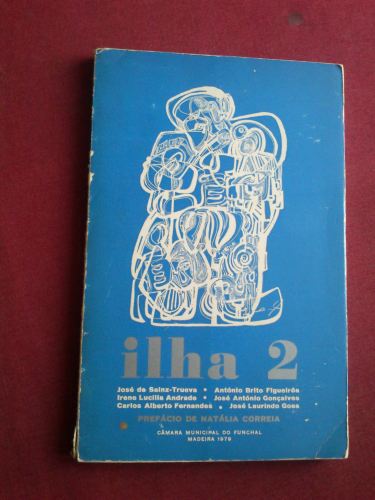 ilha 2
José de Sainz-Trueva • António Brito Figueirôa
Irene Lucília Andrade • José António Gonçalves
Carlos Alberto Fernandes • José Laurindo Goes
PREFÁCIO DE NATÁLIA CORREIA
CÂMARA MUNICIPAL DO FUNCHAL
MADEIRA 1979